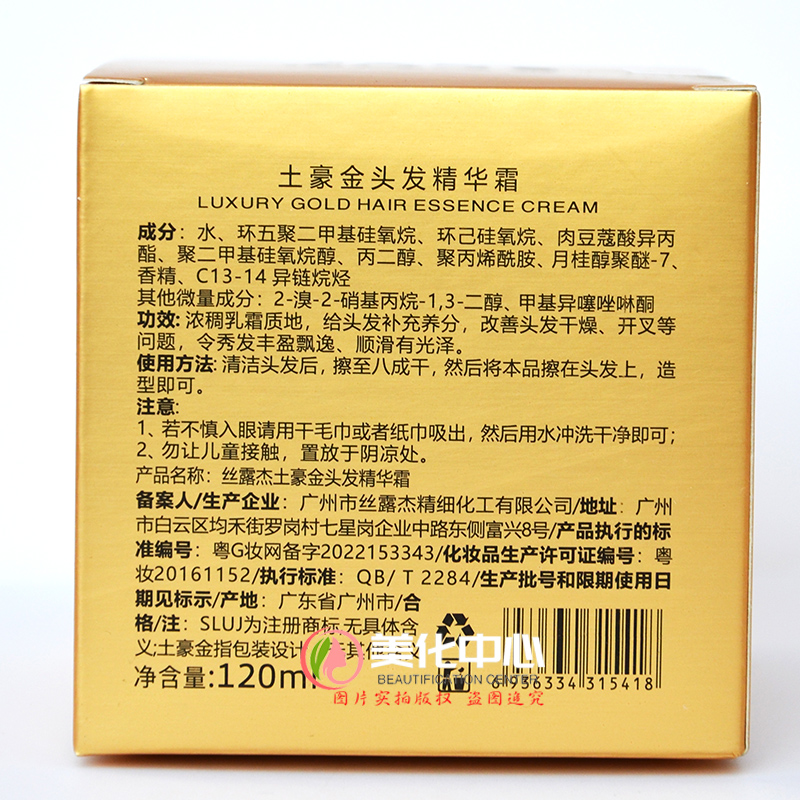 土豪金头发精华霜
LUXURY GOLD HAIR ESSENCE CREAM
成分: 水、环五聚二甲基硅氧烷、环己硅氧烷、肉豆蔻酸异丙
酯、聚二甲基硅氧烷醇、丙二醇、聚丙烯酰胺、月桂醇聚醚-7、
香精、C13-14 异链烷烃
其他微量成分：2-溴-2-硝基丙烷-1,3-二醇、甲基异噻唑啉酮
功效: 浓稠乳霜质地，给头发补充养分，改善头发干燥、开叉等
问题，令秀发丰盈飘逸、顺滑有光泽。
使用方法: 清洁头发后，擦至八成干，然后将本品擦在头发上，造
型即可。
注意:
1、若不慎入眼请用干毛巾或者纸巾吸出，然后用水冲洗干净即可；
2、勿让儿童接触，置放于阴凉处。
产品名称：丝露杰土豪金头发精华霜
备案人/生产企业：广州市丝露杰精细化工有限公司/地址：广州
市白云区均禾街罗岗村七星岗企业中路东侧富兴8号/产品执行的标
准编号：粤G妆网备字2022153343/化妆品生产许可证编号：粤
妆20161152/执行标准：QB/T 2284/生产批号和限期使用日
期见标示/产地：广东省广州市/合
格/注：SLUJ为注册商标,无具体含
义;土豪金指包装设计
净含量:120ml
6 956334 315418
美化中心
BEAUTIFICATION CENTER
图片实拍版权 盗图追究